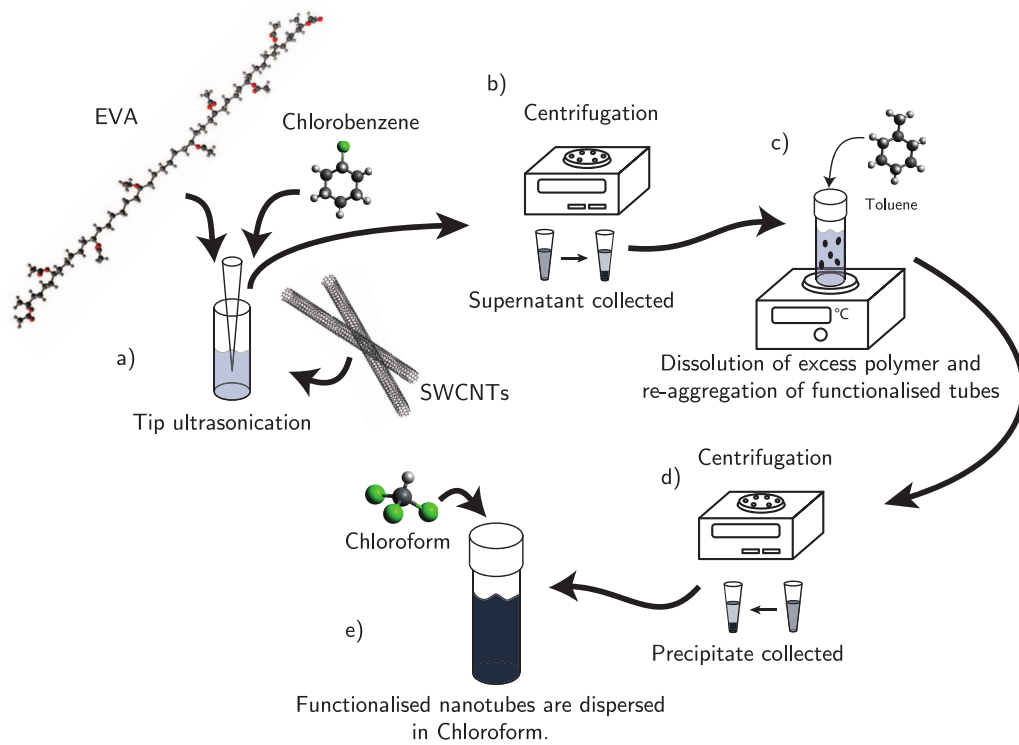 EVA
Chlorobenzene
a)
Tip ultrasonication
SWCNTs
b)
Centrifugation
Supernatant collected
c)
Toluene
°C
Dissolution of excess polymer and
re-aggregation of functionalised tubes
d)
Centrifugation
Precipitate collected
Chloroform
e)
Functionalised nanotubes are dispersed
in Chloroform.